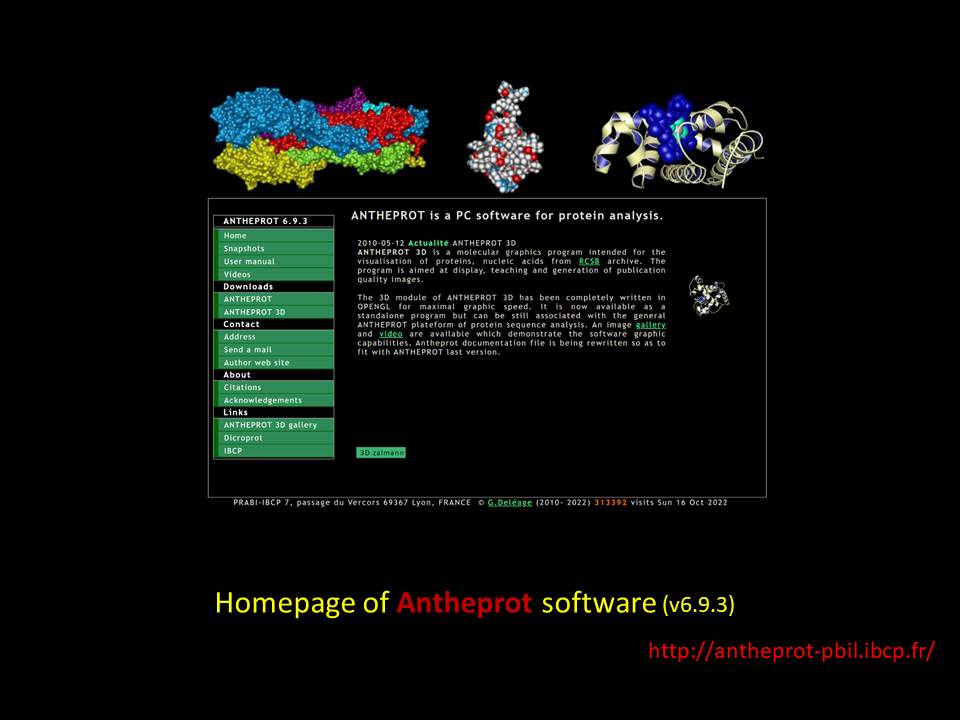 ANTHEPROT 6.9.3
Home
Snapshots
User manual
Videos
Downloads
ANTHEPROT
ANTHEPROT 3D
Contact
Address
Send a mail
Author web site
About
Citations
Acknowledgements
Links
ANTHEPROT 3D gallery
Dicroprot
IBCP
ANTHEPROT is a PC software for protein analysis.
2010-05-12 Actualité ANTHEPROT 3D
ANTHEPROT 3D is a molecular graphics program intended for the
visualisation of proteins, nucleic acids from RCSB archive. The
program is aimed at display, teaching and generation of publication
quality images.
The 3D module of ANTHEPROT 3D has been completely written in
OPENGL for maximal graphic speed. It is now available as a
standalone program but can be still associated with the general
ANTHEPROT plateform of protein sequence analysis. An image gallery
and video are available which demonstrate the software graphic
capabilities. Antheprot documentation file is being rewritten so as to
fit with ANTHEPROT last version.
3D zalmann
PRABI-IBCP 7, passage du Vercors 69367 Lyon, FRANCE © G.Deléage (2010- 2022) 313392 visits Sun 16 Oct 2022
Homepage of Antheprot software (v6.9.3)
http://antheprot-pbil.ibcp.fr/